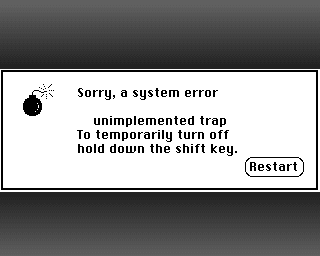 Sorry, a system error
unimplemented trap
To temporarily turn off
hold down the shift key.
Restart